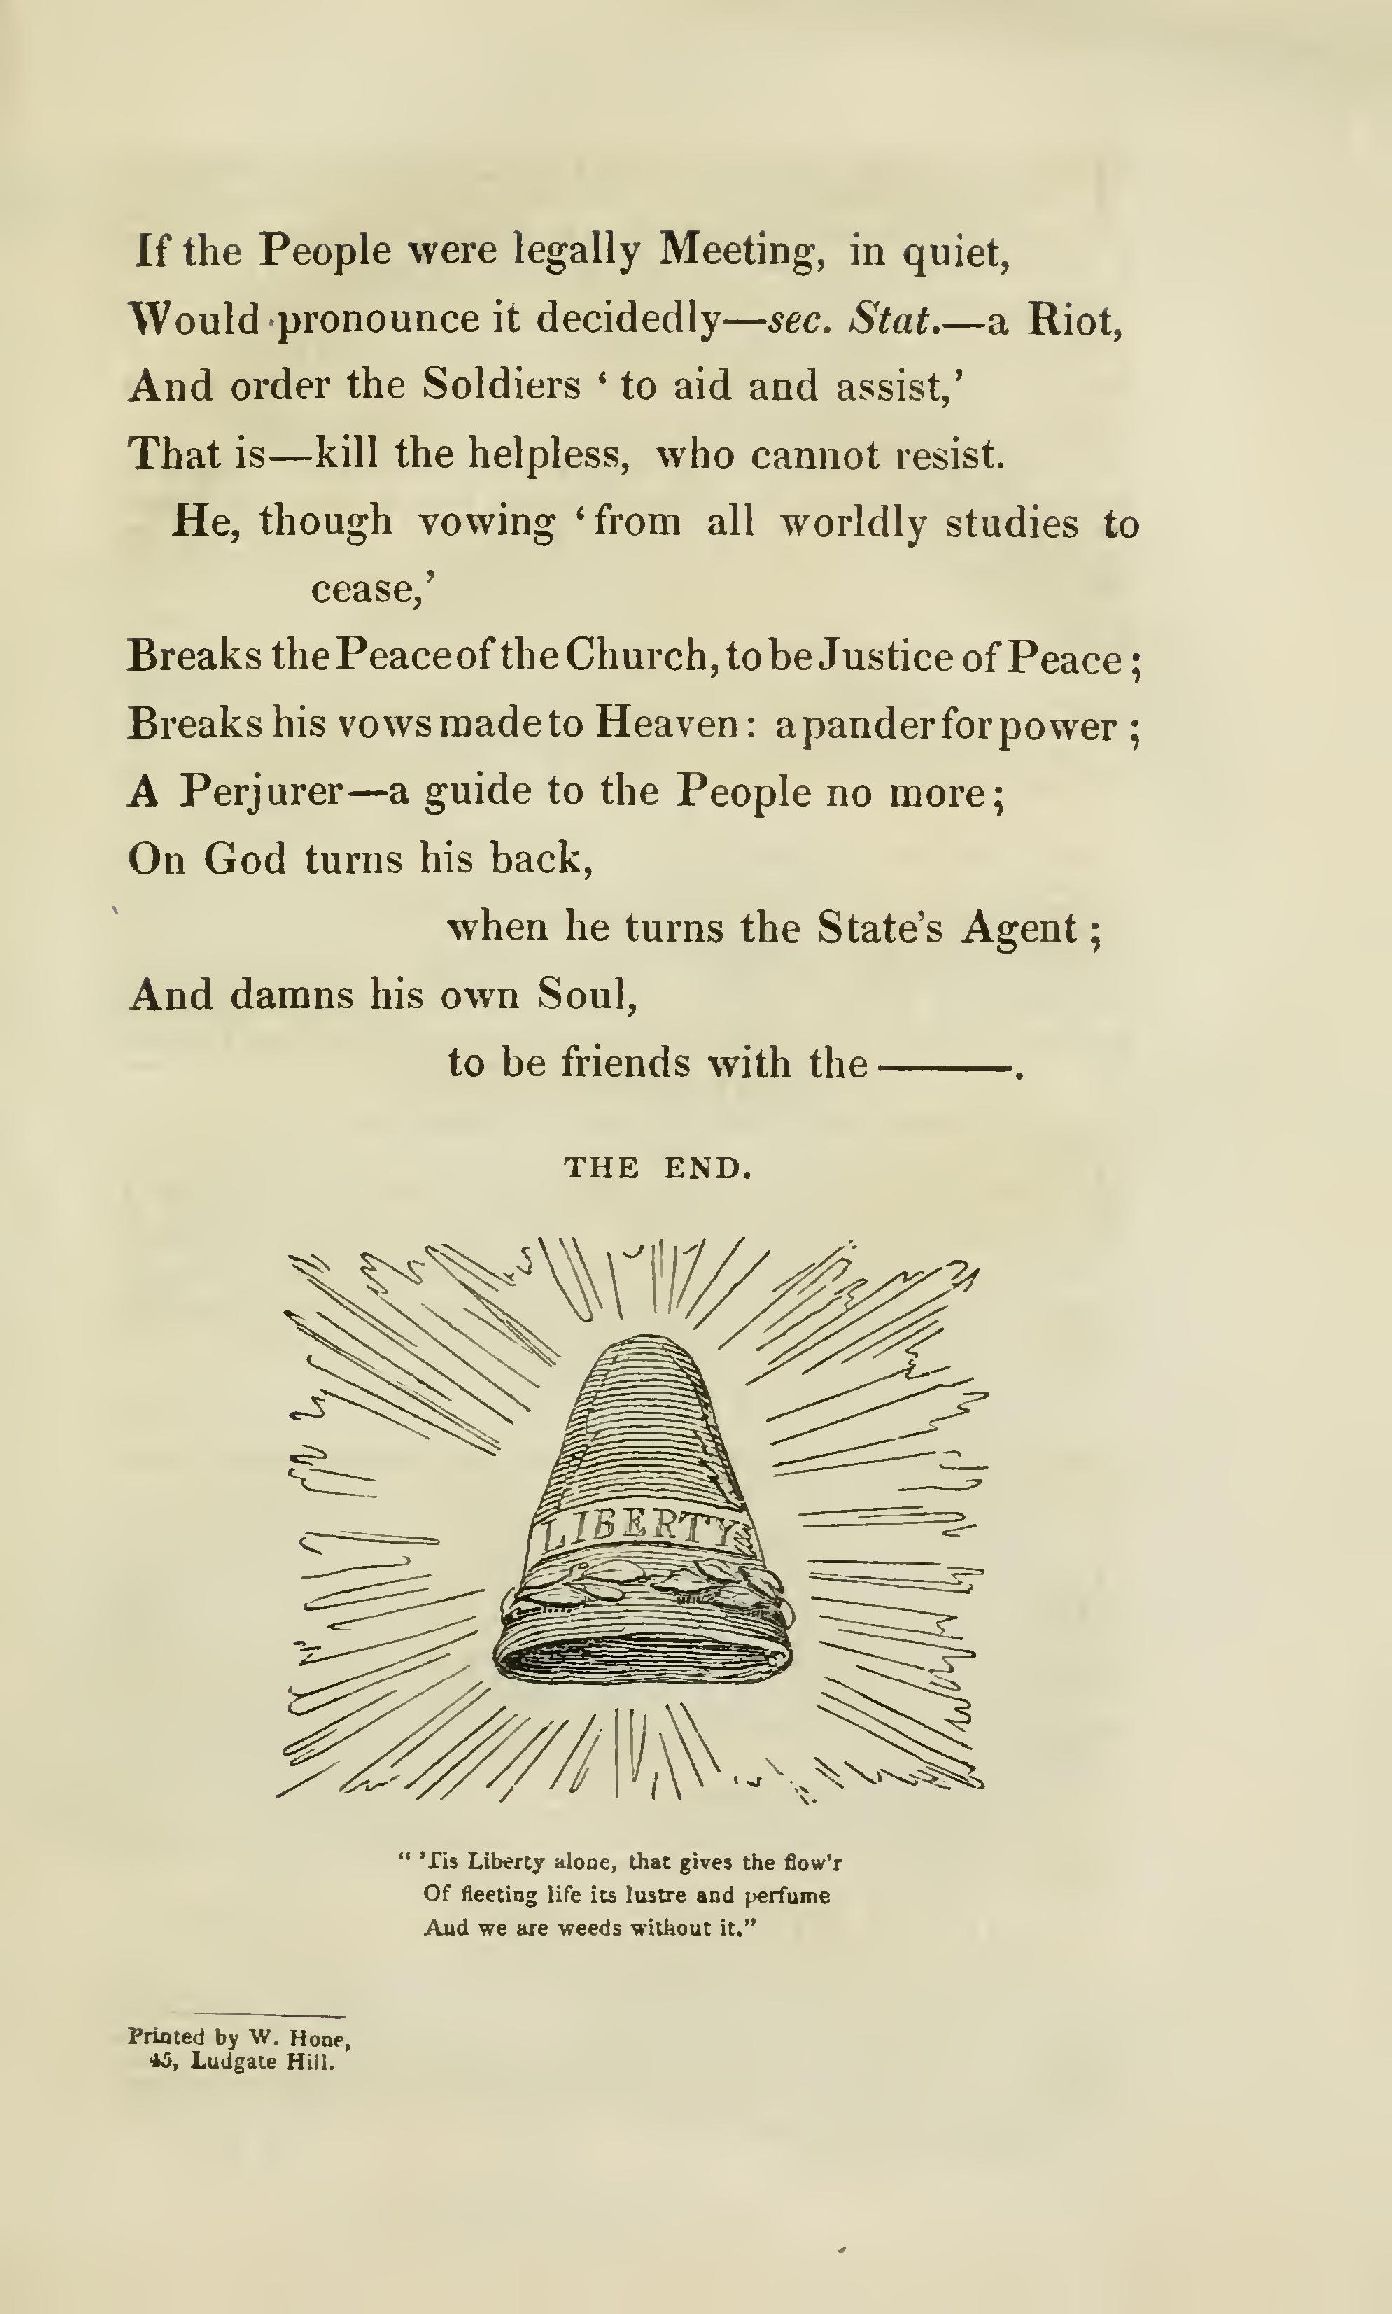 If the People were legally Meeting, in quiet,
Would pronounce it decidedly—sec. Stat.—a Riot,
And order the Soldiers ‘ to aid and assist,’
That is—kill the helpless, who cannot resist.
He, though vowing ‘ from all worldly studies to
cease,’
Breaks the Peace of the Church, to be Justice of Peace ;
Breaks his vows made to Heaven : a pander for power ;
A Perjurer—a guide to the People no more ;
On God turns his back,
when he turns the State’s Agent ;
And damns his own Soul,
to be friends with the ———.
THE END.
LIBERTY
“ ’Tis Liberty alone, that gives the flow’r
Of fleeting life its lustre and perfume
And we are weeds without it.”
Printed by W. Hone,
45, Ludgate Hill.